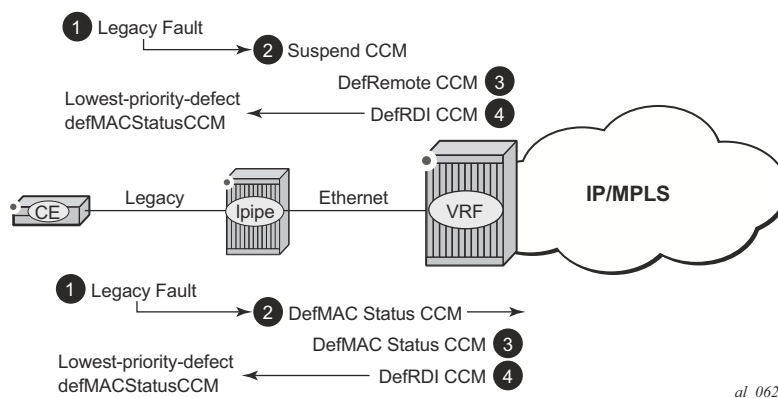 1 Legacy Fault
2 Suspend CCM
DefRemote CCM 3
Lowest-priority-defect
defMACStatusCCM
DefRDI CCM 4
CE
Legacy
Ipipe
Ethernet
VRF
IP/MPLS
1 Legacy Fault
2 DefMAC Status CCM
DefMAC Status CCM 3
Lowest-priority-defect
defMACStatusCCM
DefRDI CCM 4
al_062